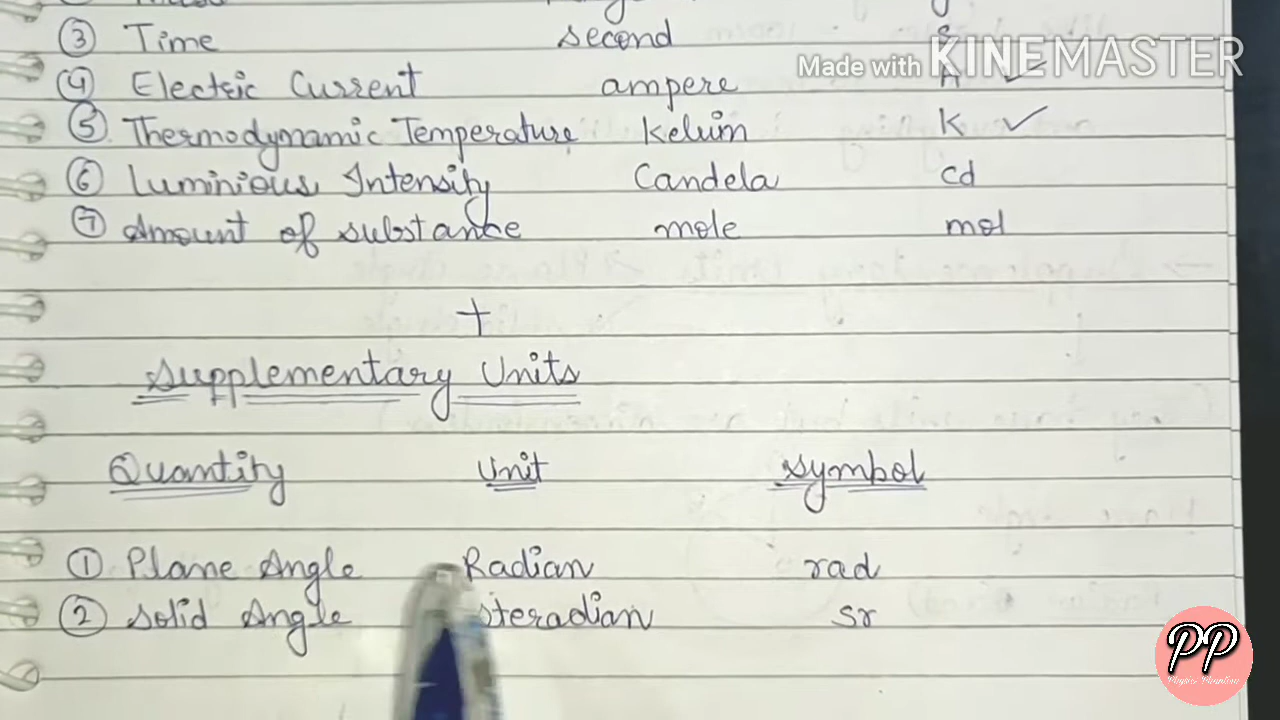 ③ Time second s
Made with KINEMASTER
④ Electric Current ampere A ✓
⑤ Thermodynamic Temperature Kelvin K ✓
⑥ Luminious Intensity Candela cd
⑦ Amount of substance mole mol
+
Supplementary Units
Quantity Unit Symbol
① Plane Angle Radian rad
② Solid Angle steradian sr
PP